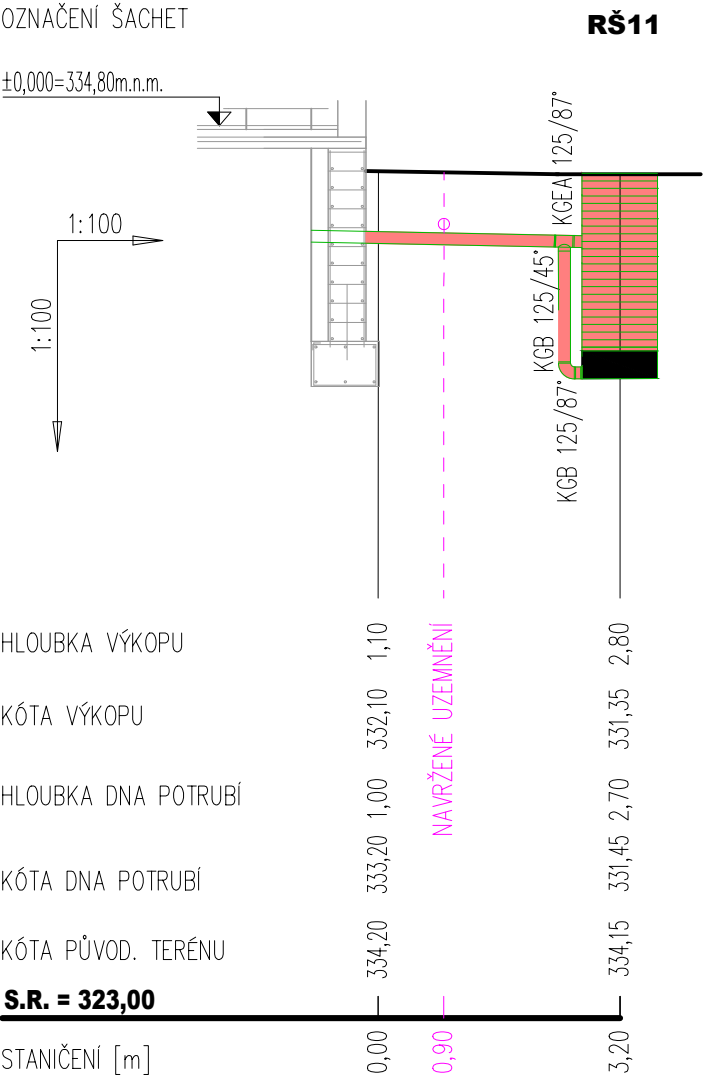 OZNAČENÍ ŠACHET
RŠ11
±0,000=334,80m.n.m.
1:100
1:100
KGEA 125/87°
KGB 125/45°
KGB 125/87°
HLOUBKA VÝKOPU 1,10 2,80
NAVRŽENÉ UZEMNĚNÍ
KÓTA VÝKOPU 332,10 331,35
HLOUBKA DNA POTRUBÍ 1,00 2,70
KÓTA DNA POTRUBÍ 333,20 331,45
KÓTA PŮVOD. TERÉNU 334,20 334,15
S.R. = 323,00
STANIČENÍ [m] 0,00 0,90 3,20